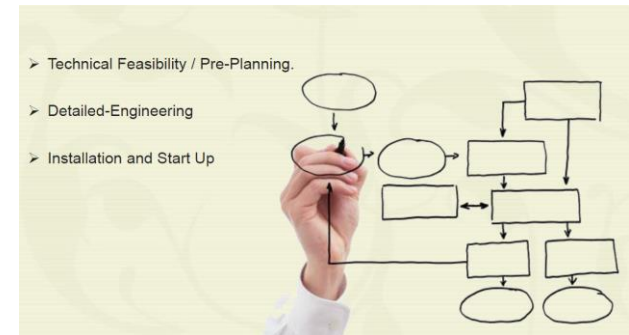 ➢ Technical Feasibility / Pre-Planning.
➢ Detailed-Engineering
➢ Installation and Start Up